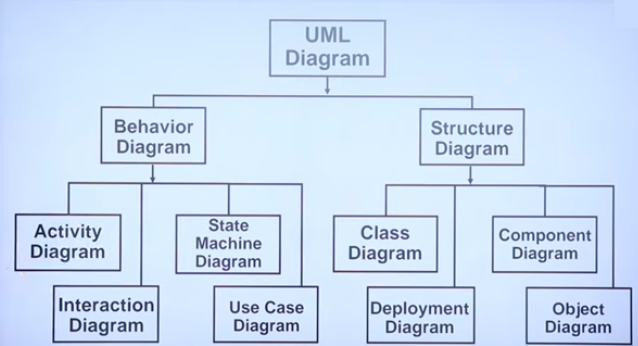 UML
Diagram
Behavior
Diagram
Structure
Diagram
Activity
Diagram
State
Machine
Diagram
Class
Diagram
Component
Diagram
Interaction
Diagram
Use Case
Diagram
Deployment
Diagram
Object
Diagram